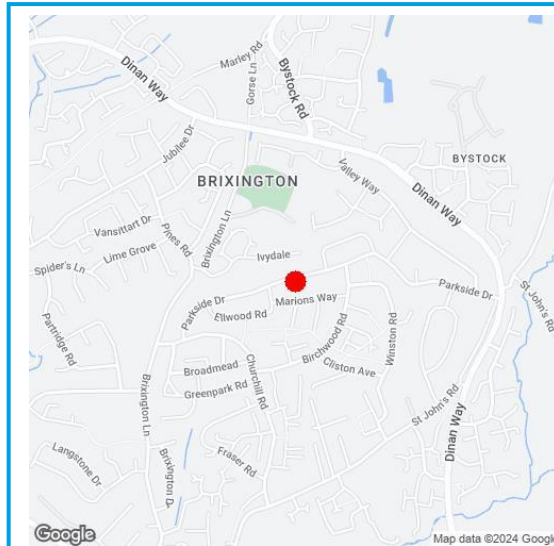 Marley Rd
Dinan Way
Gorse Ln
Bystock Rd
Jubilee Dr
BYSTOCK
Valley Way
BRIXINGTON
Dinan Way
Vansittart Dr
Pines Rd
Brixington Ln
Lime Grove
Ivydale
Spider's Ln
Parkside Dr
St John's Rd
Parkside Dr
Marions Way
Ellwood Rd
Partridge Rd
Birchwood Rd
Winston Rd
Broadmead
Churchill Rd
Cliston Ave
Greenpark Rd
Brixington Ln
St John's Rd
Langstone Dr
Fraser Rd
Dinan Way
Brixington D
Google
Map data ©2024 Google